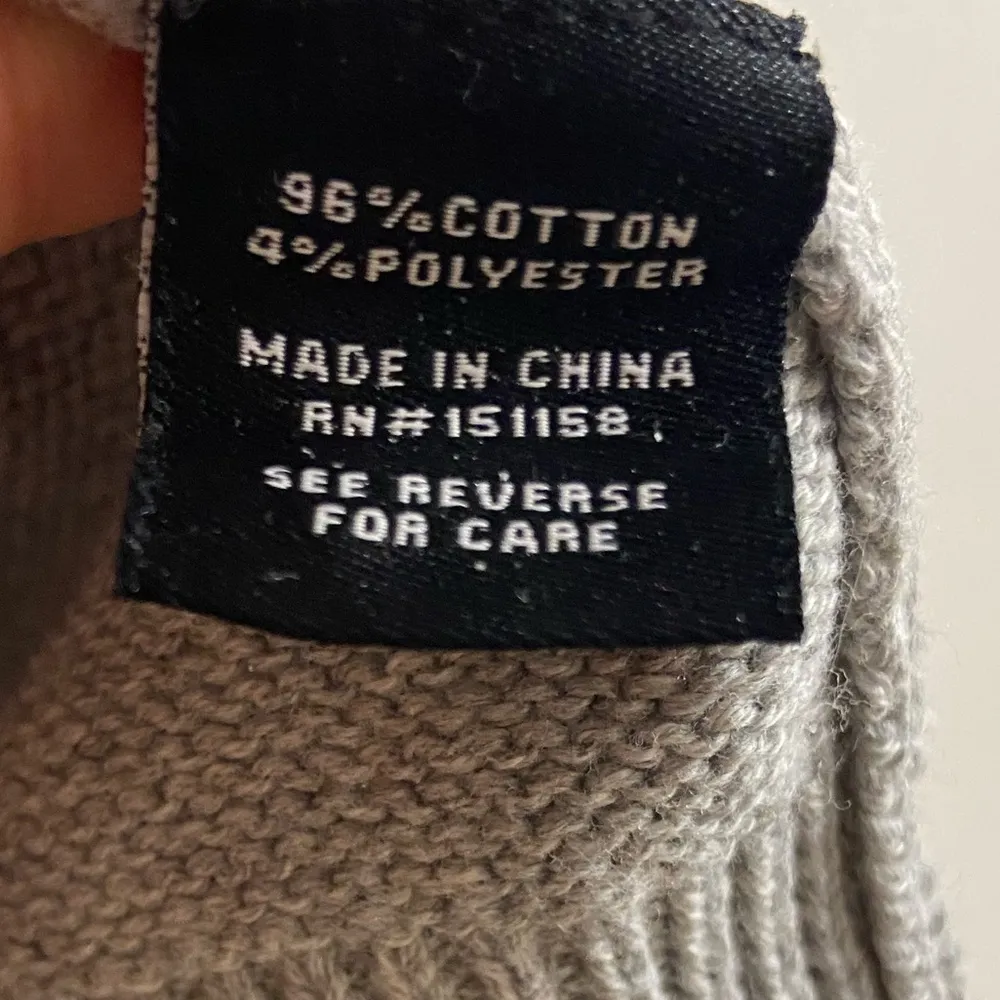 96%COTTON
4%POLYESTER
MADE IN CHINA
RN#151158
SEE REVERSE
FOR CARE